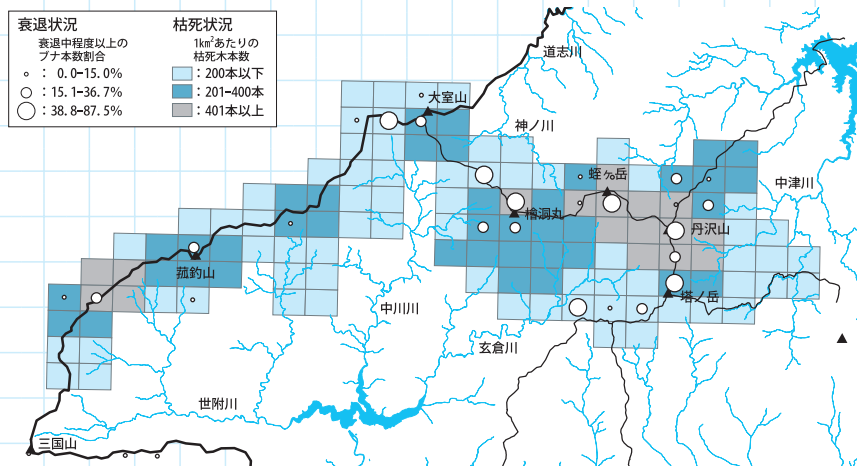 衰退状況
衰退中程度以上の
ブナ本数割合
: 0.0-15.0%
: 15.1-36.7%
: 38.8-87.5%
枯死状況
1km²あたりの
枯死木本数
:200本以下
:201-400本
:401本以上
道志川
大室山
神ノ川
蛭ヶ岳
中津川
檜洞丸
丹沢山
菰釣山
塔ノ岳
中川川
玄倉川
世附川
三国山